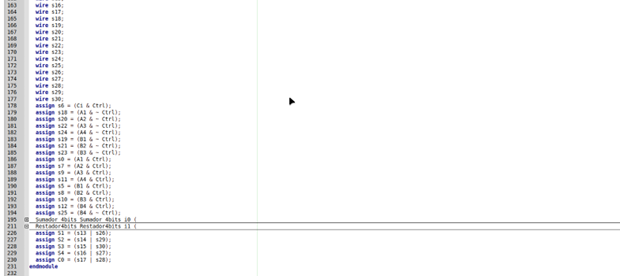 163 wire s16;
164 wire s17;
165 wire s18;
166 wire s19;
167 wire s20;
168 wire s21;
169 wire s22;
170 wire s23;
171 wire s24;
172 wire s25;
173 wire s26;
174 wire s27;
175 wire s28;
176 wire s29;
177 wire s30;
178 assign s6 = (Ci & Ctrl);
179 assign s18 = (A1 & ~ Ctrl);
180 assign s20 = (A2 & ~ Ctrl);
181 assign s22 = (A3 & ~ Ctrl);
182 assign s24 = (A4 & ~ Ctrl);
183 assign s19 = (B1 & ~ Ctrl);
184 assign s21 = (B2 & ~ Ctrl);
185 assign s23 = (B3 & ~ Ctrl);
186 assign s0 = (A1 & Ctrl);
187 assign s7 = (A2 & Ctrl);
188 assign s9 = (A3 & Ctrl);
189 assign s11 = (A4 & Ctrl);
190 assign s5 = (B1 & Ctrl);
191 assign s8 = (B2 & Ctrl);
192 assign s10 = (B3 & Ctrl);
193 assign s12 = (B4 & Ctrl);
194 assign s25 = (B4 & ~ Ctrl);
195 Sumador_4bits Sumador_4bits_i0 (
211 Restador4bits Restador4bits_i1 (
226 assign S1 = (s13 | s26);
227 assign S2 = (s14 | s29);
228 assign S3 = (s15 | s30);
229 assign S4 = (s16 | s27);
230 assign C0 = (s17 | s28);
231 endmodule
232